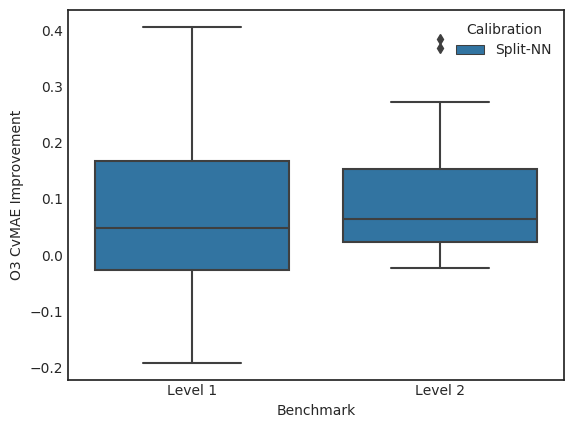 Calibration
Split-NN
0.4
0.3
0.2
0.1
0.0
−0.1
−0.2
O3 CvMAE Improvement
Level 1
Level 2
Benchmark